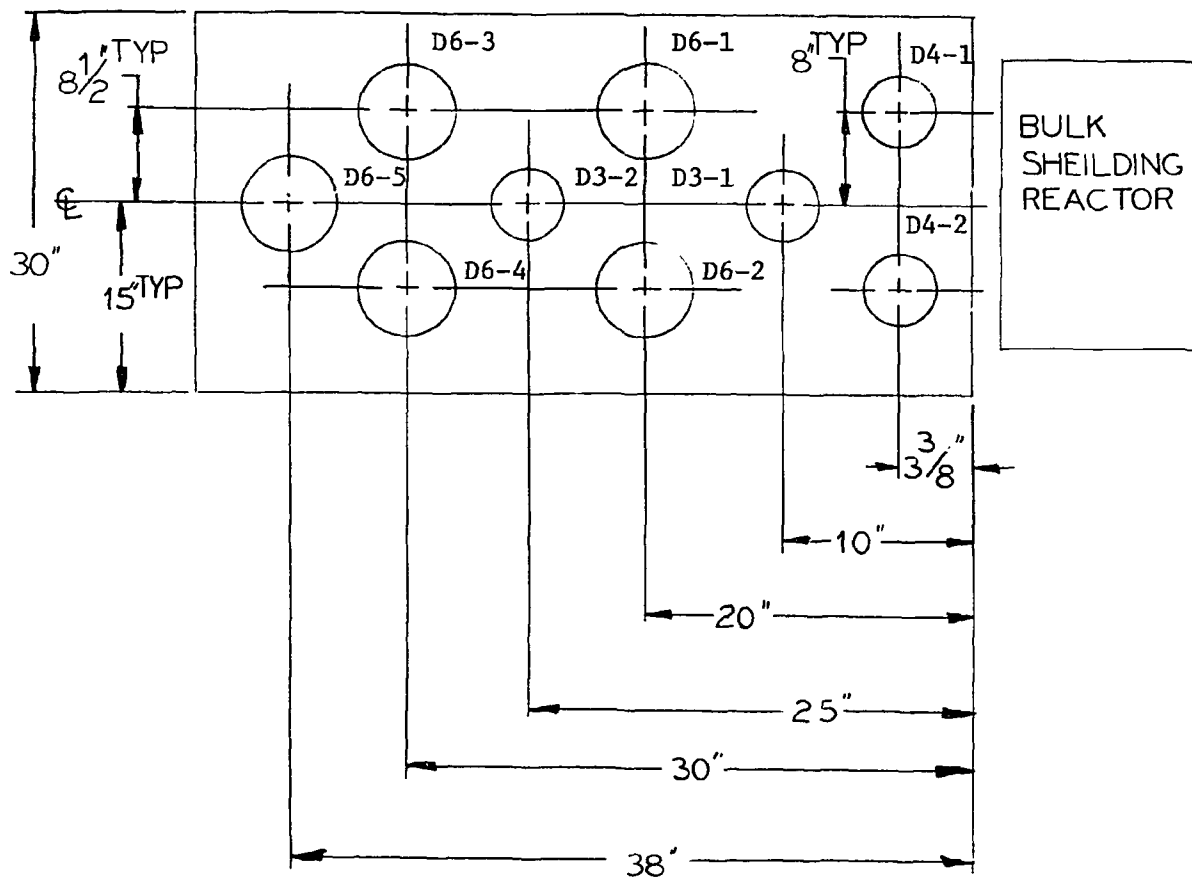 D6-3
D6-1
D4-1
8 1/2" TYP
8" TYP
BULK
SHEILDING
REACTOR
D6-5
D3-2
D3-1
℄
D4-2
30"
15" TYP
D6-4
D6-2
3 3/8"
10"
20"
25"
30"
38"